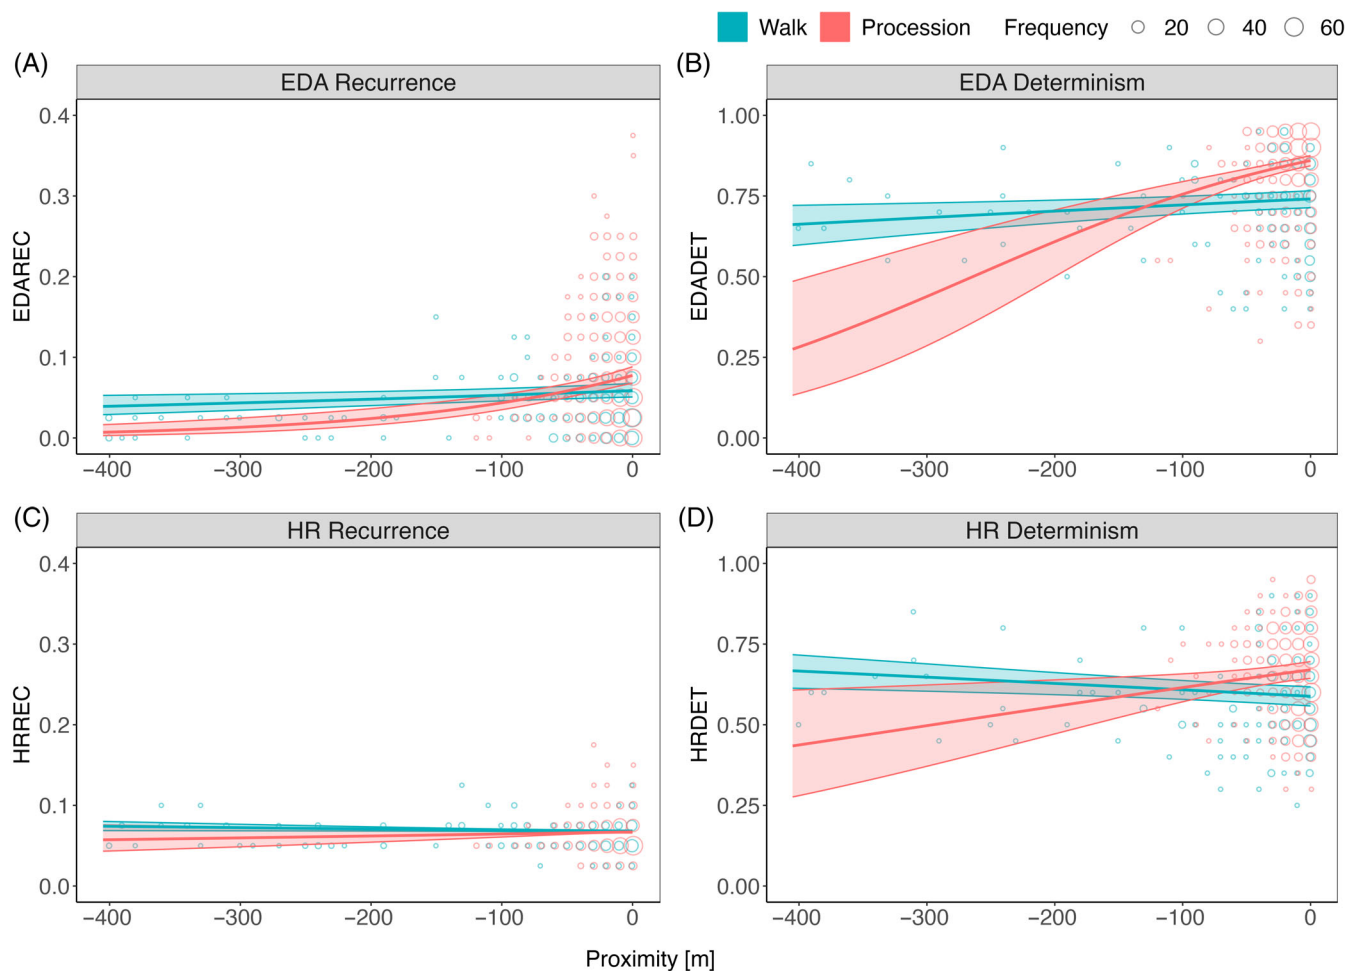 Walk Procession Frequency 20 40 60
(A)
EDA Recurrence
0.4
0.3
0.2
0.1
0.0
EDAREC
−400 −300 −200 −100 0
(B)
EDA Determinism
1.00
0.75
0.50
0.25
0.00
EDADET
−400 −300 −200 −100 0
(C)
HR Recurrence
0.4
0.3
0.2
0.1
0.0
HRREC
−400 −300 −200 −100 0
(D)
HR Determinism
1.00
0.75
0.50
0.25
0.00
HRDET
−400 −300 −200 −100 0
Proximity [m]